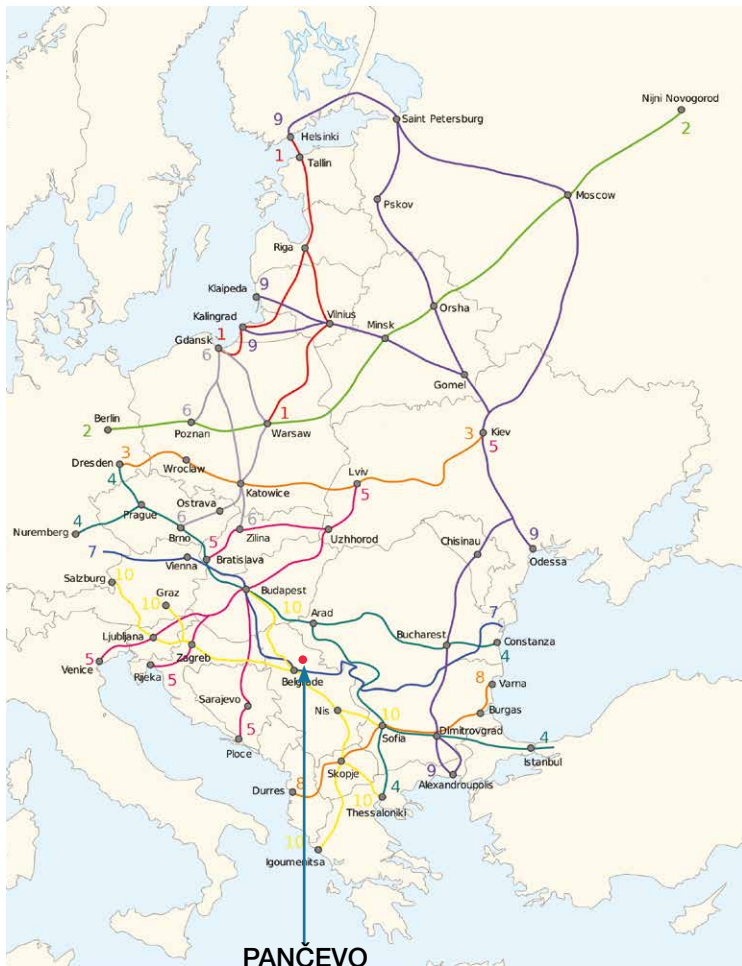 Nijni Novogorod
2
9
Saint Petersburg
Helsinki
1
Tallin
Moscow
Pskov
Riga
Klaipeda
9
Kalingrad
Vilnius
Orsha
Minsk
1
Gdansk
6
9
Gomel
Berlin
2
6
Poznan
1
Warsaw
3
Kiev
5
3
Dresden
4
Wroclaw
Lviv
5
Katowice
Ostrava
4
Prague
6
Brno
6
Zilina
Uzhhorod
Nuremberg
5
Bratislava
Chisinau
9
Odessa
7
Vienna
Salzburg
10
Graz
10
Budapest
10
Arad
7
Bucharest
Constanza
4
Ljubljana
Zagreb
Venice
5
Rijeka
5
Belgrade
8
Varna
Sarajevo
Nis
10
Burgas
5
Ploce
Sofia
Dimitrovgrad
4
Istanbul
Skopje
9
Alexandroupolis
Durres
8
10
4
Thessaloniki
10
Igoumenitsa
PANČEVO